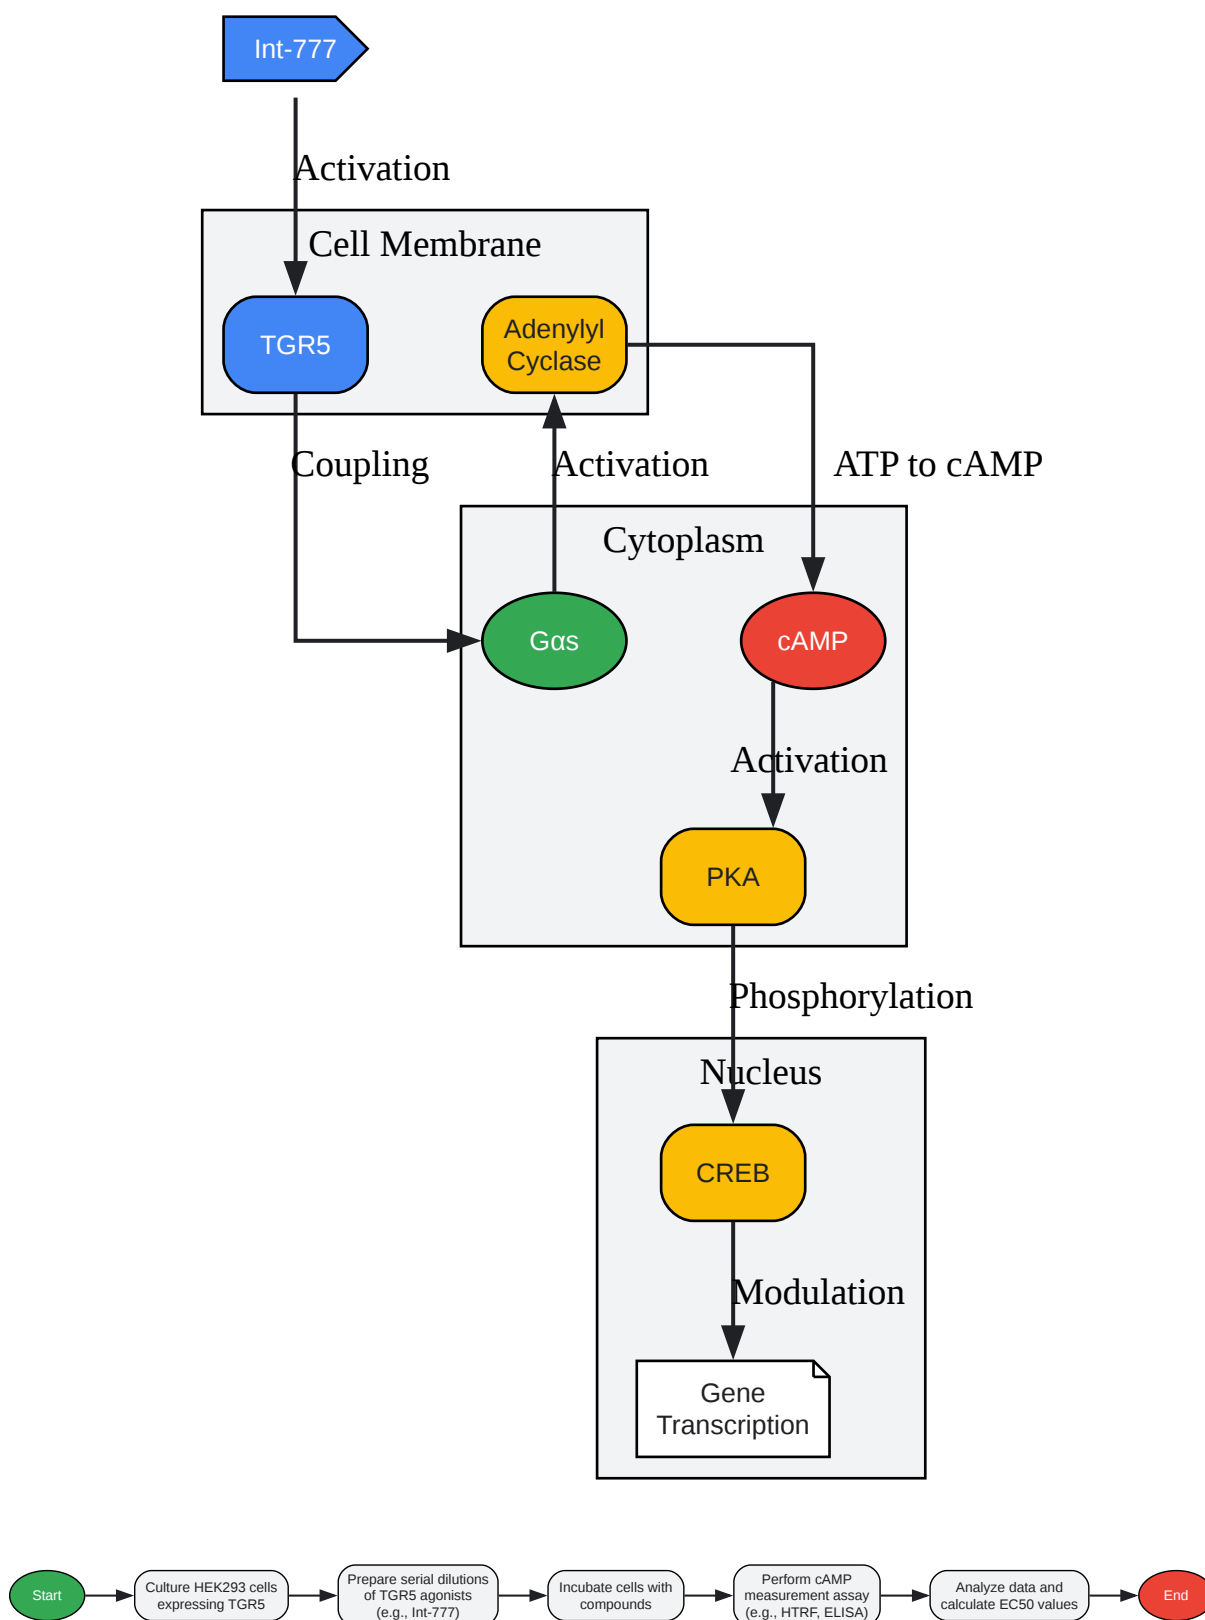 Int-777
Activation
Cell Membrane
TGR5
Adenylyl
Cyclase
Coupling
Activation
ATP to cAMP
Cytoplasm
Gαs
cAMP
Activation
PKA
Phosphorylation
Nucleus
CREB
Modulation
Gene
Transcription
Start
Culture HEK293 cells
expressing TGR5
Prepare serial dilutions
of TGR5 agonists
(e.g., Int-777)
Incubate cells with
compounds
Perform cAMP
measurement assay
(e.g., HTRF, ELISA)
Analyze data and
calculate EC50 values
End